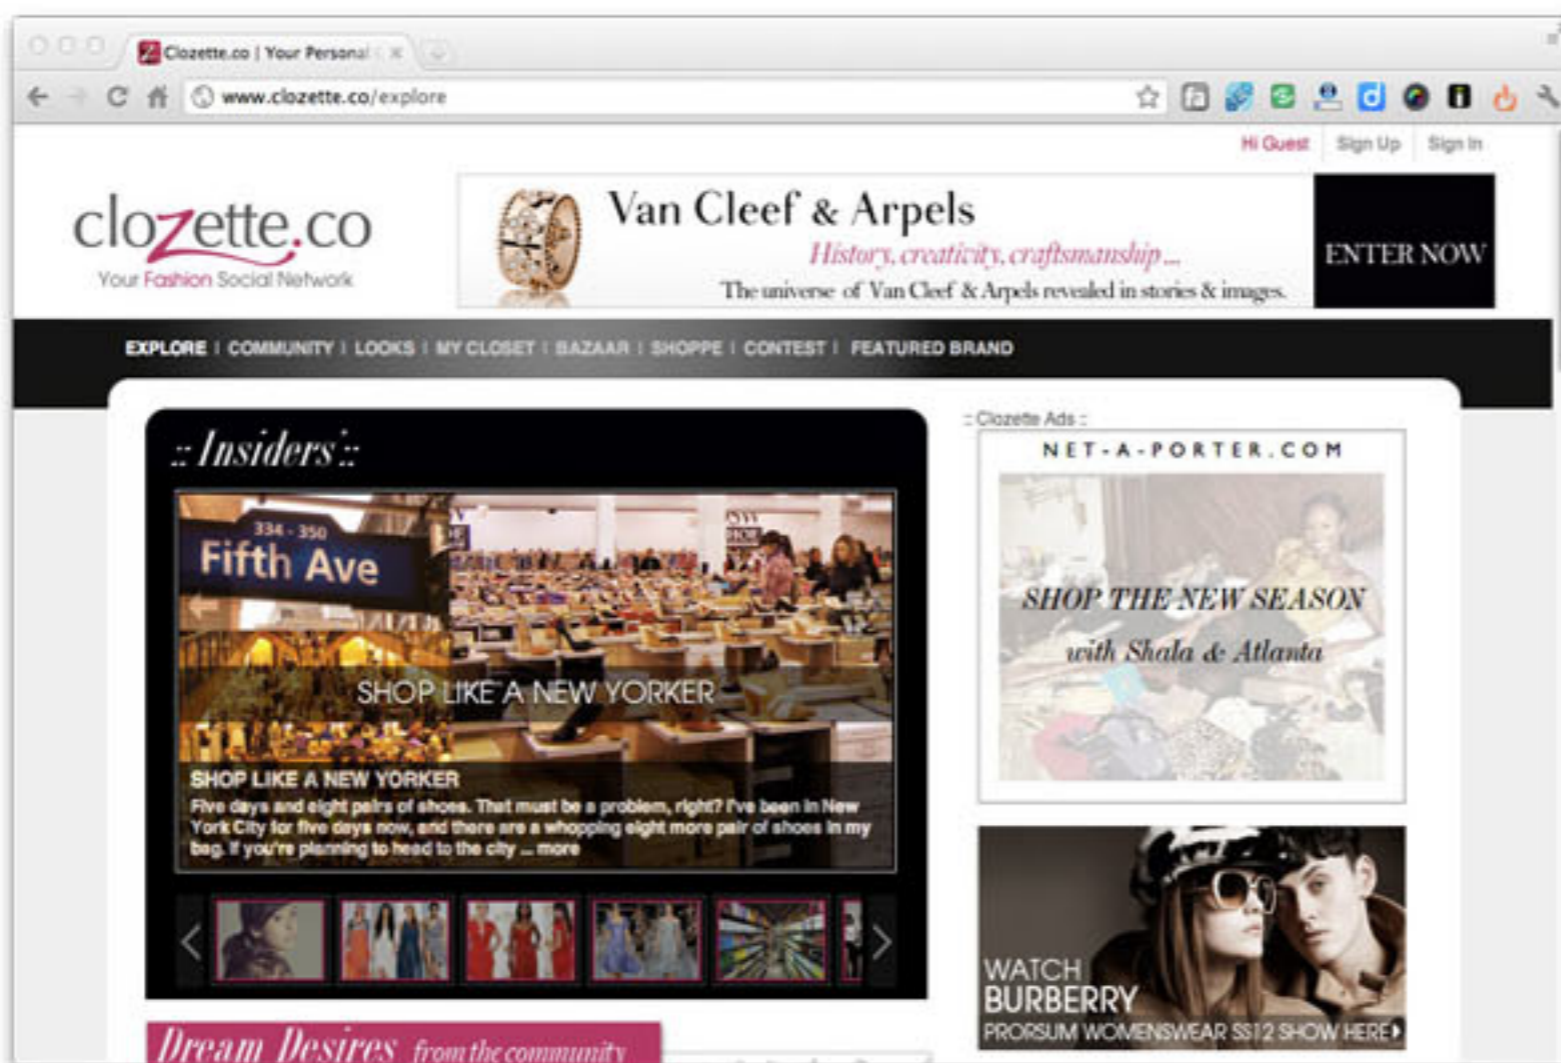 Clozette.co | Your Personal
www.clozette.co/explore
Hi Guest Sign Up Sign In
clozette.co
Your Fashion Social Network
Van Cleef & Arpels
History, creativity, craftsmanship ...
The universe of Van Cleef & Arpels revealed in stories & images.
ENTER NOW
EXPLORE | COMMUNITY | LOOKS | MY CLOSET | BAZAAR | SHOPPE | CONTEST | FEATURED BRAND
:: Insiders ::
334 - 350
Fifth Ave
SHOP LIKE A NEW YORKER
SHOP LIKE A NEW YORKER
Five days and eight pairs of shoes. That must be a problem, right? I've been in New
York City for five days now, and there are a whopping eight more pair of shoes in my
bag. If you're planning to head to the city ... more
:: Clozette Ads ::
NET-A-PORTER.COM
SHOP THE NEW SEASON
with Shala & Atlanta
WATCH
BURBERRY
PRORSUM WOMENSWEAR SS12 SHOW HERE
Dream Desires from the community